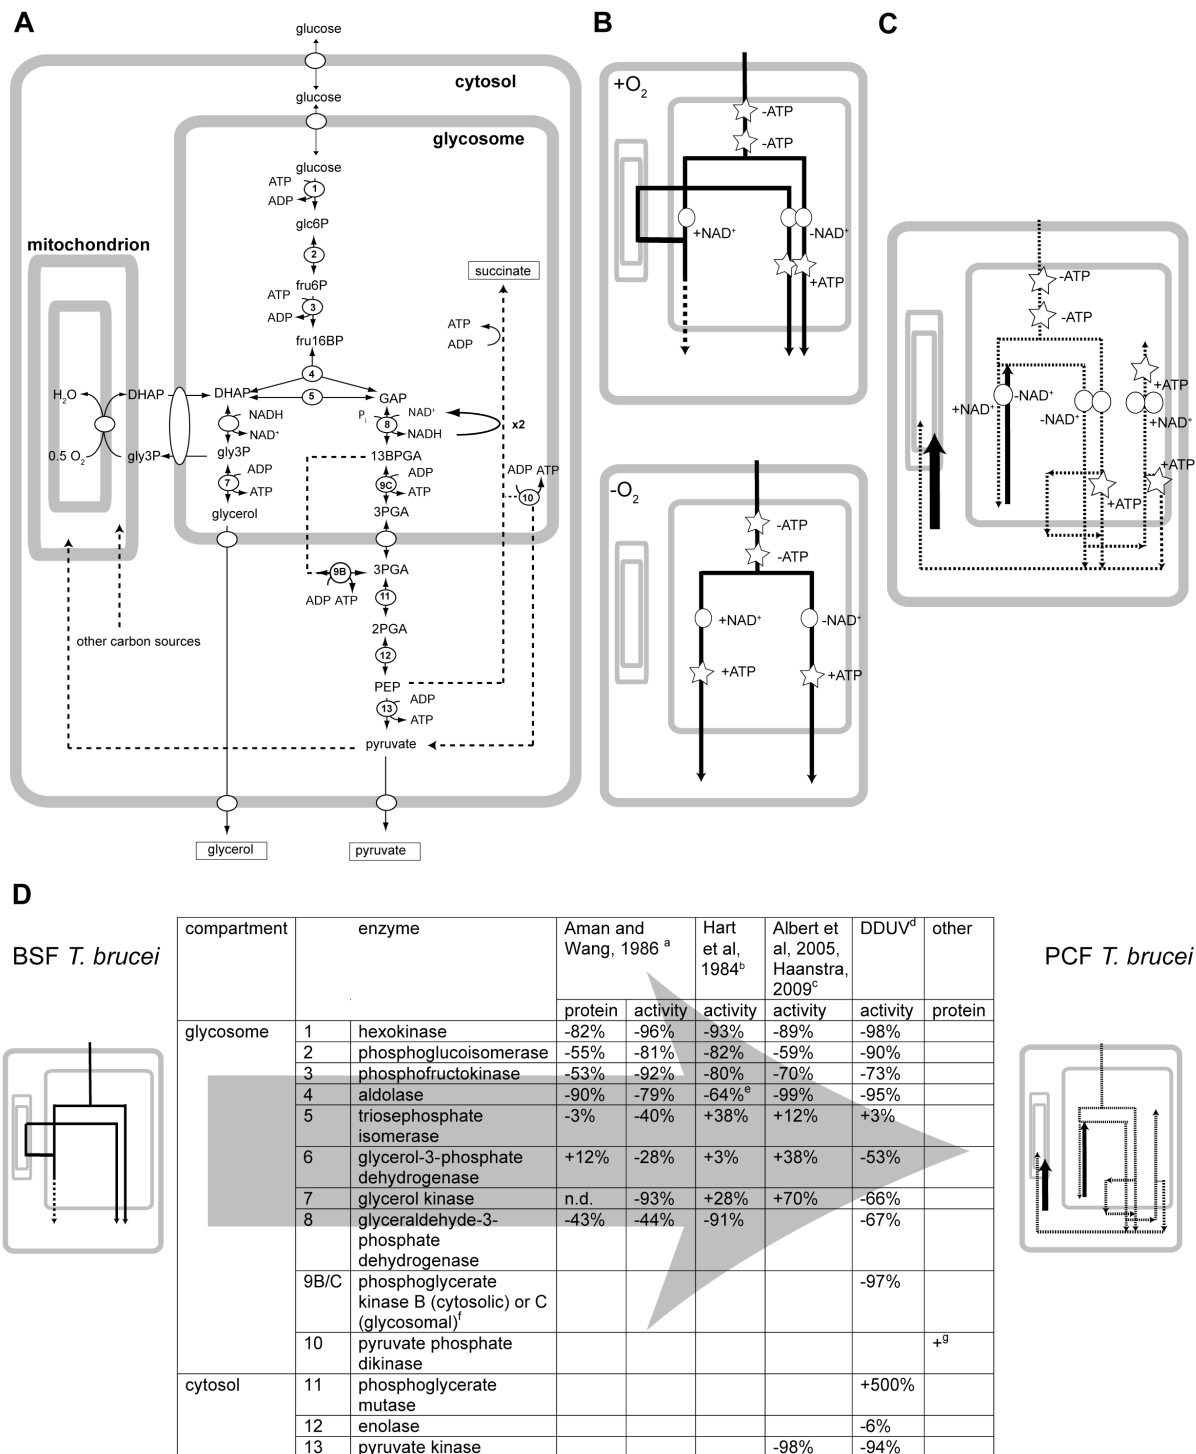 A
glucose
cytosol
glucose
glycosome
glucose
ATP
ADP
1
glc6P
2
fru6P
ATP
ADP
3
fru16BP
4
mitochondrion
succinate
ATP
ADP
H2O
DHAP
DHAP
5
GAP
NADH
NAD+
Pi
8
NAD+
NADH
x2
0.5 O2
gly3P
gly3P
13BPGA
7
ADP
ATP
9C
ADP
ATP
ADP ATP
10
glycerol
3PGA
9B
3PGA
ADP ATP
11
other carbon sources
2PGA
12
PEP
13
ADP
ATP
pyruvate
glycerol
pyruvate
B
+O2
-ATP
-ATP
+NAD+
-NAD+
+ATP
-O2
-ATP
-ATP
+NAD+
-NAD+
+ATP
+ATP
C
-ATP
-ATP
+NAD+
-NAD+
-NAD+
+ATP
+NAD+
+ATP
+ATP
D
BSF T. brucei
PCF T. brucei
compartment enzyme Aman and Wang, 1986 a Hart et al, 1984b Albert et al, 2005, Haanstra, 2009c DDUVd other
protein activity activity activity activity protein
glycosome 1 hexokinase -82% -96% -93% -89% -98%
2 phosphoglucoisomerase -55% -81% -82% -59% -90%
3 phosphofructokinase -53% -92% -80% -70% -73%
4 aldolase -90% -79% -64%e -99% -95%
5 triosephosphate isomerase -3% -40% +38% +12% +3%
6 glycerol-3-phosphate dehydrogenase +12% -28% +3% +38% -53%
7 glycerol kinase n.d. -93% +28% +70% -66%
8 glyceraldehyde-3-phosphate dehydrogenase -43% -44% -91% -67%
9B/C phosphoglycerate kinase B (cytosolic) or C (glycosomal)f -97%
10 pyruvate phosphate dikinase +g
cytosol 11 phosphoglycerate mutase +500%
12 enolase -6%
13 pyruvate kinase -98% -94%